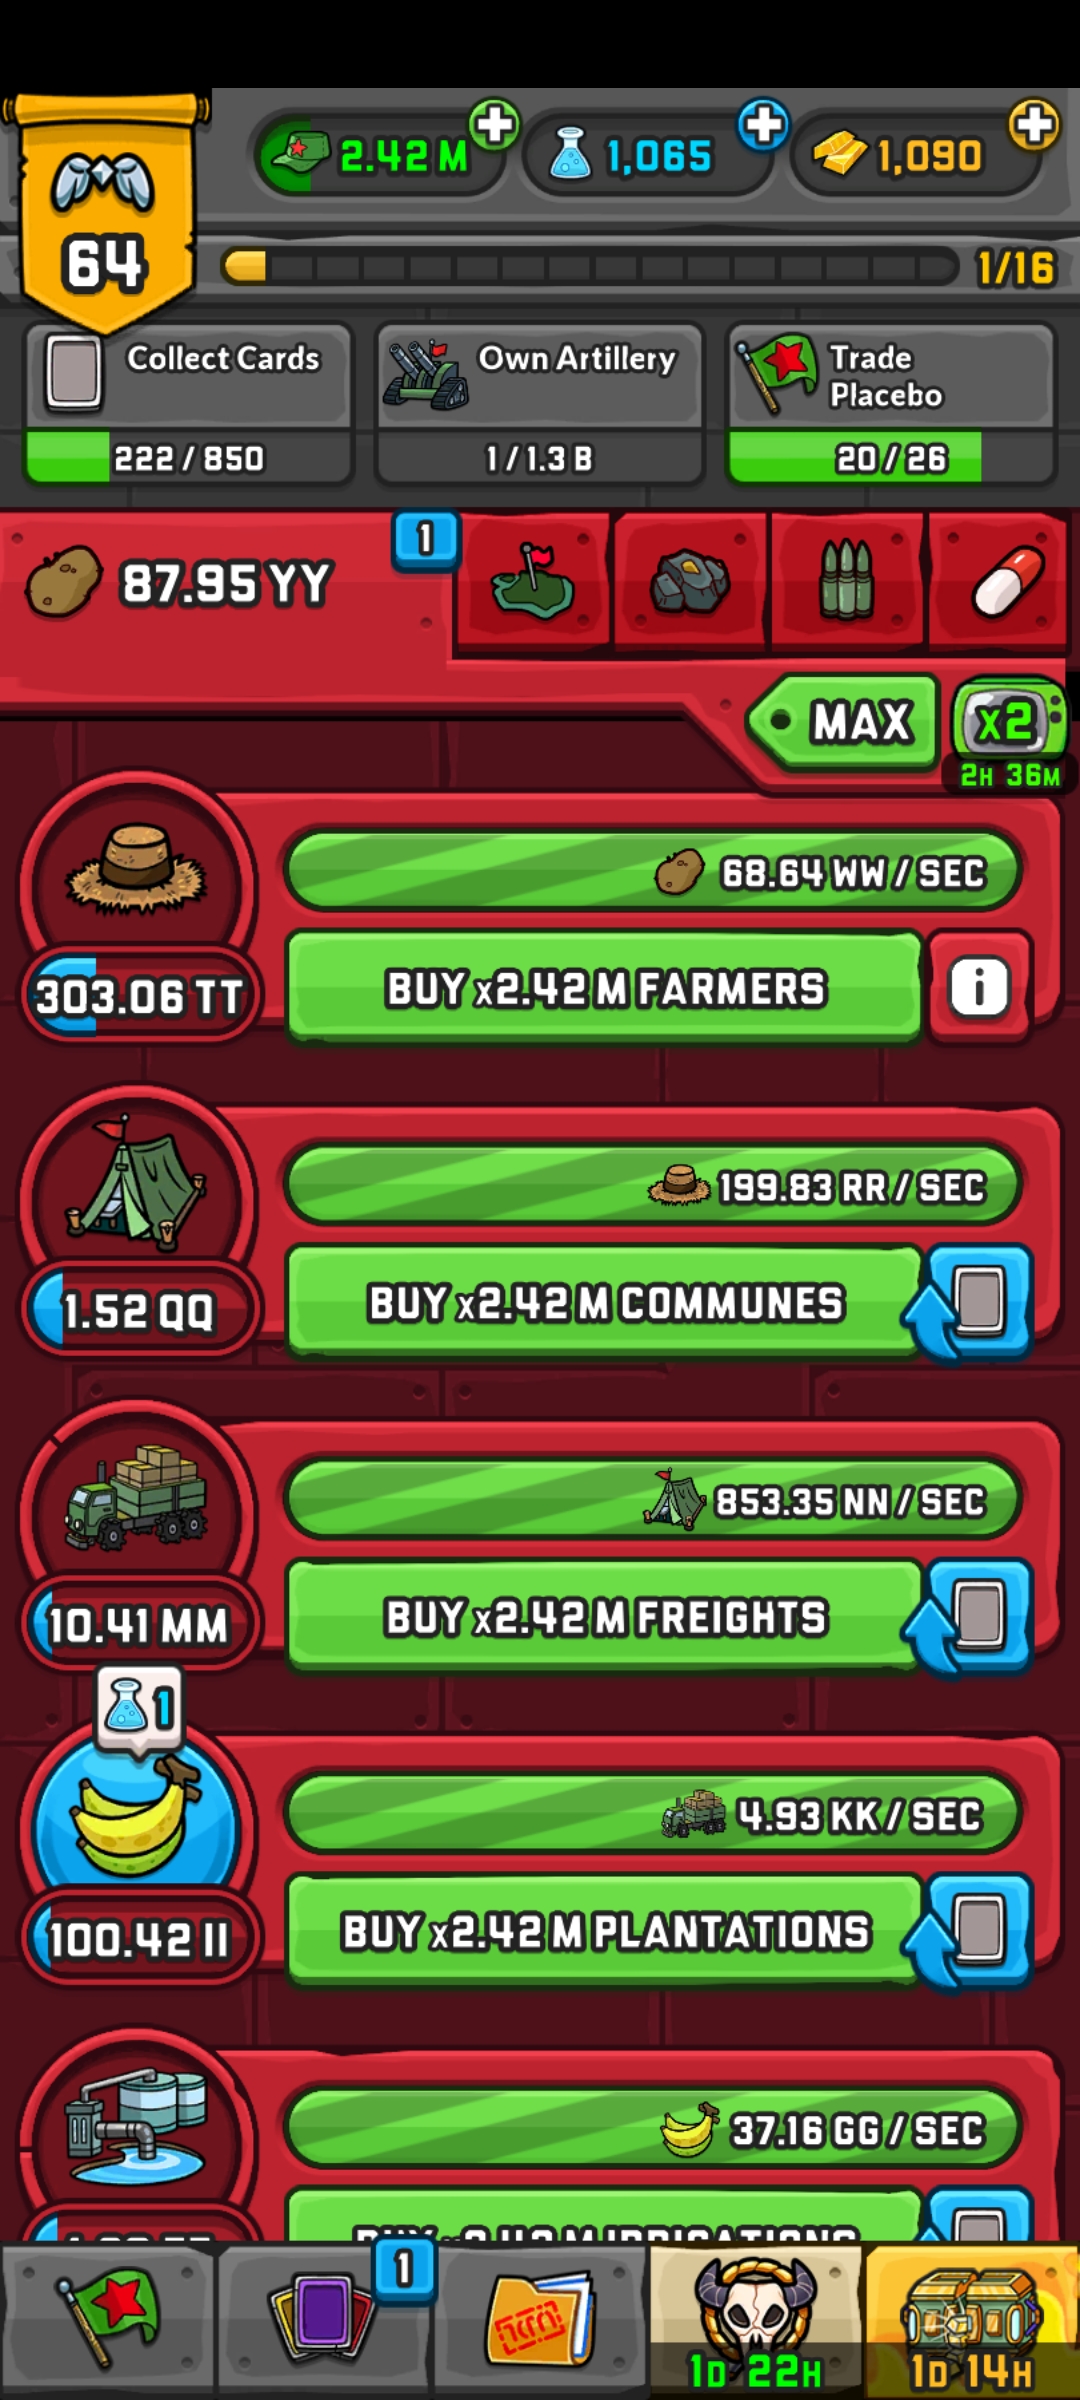 64
2.42 M
1,065
1,090
1/16
Collect Cards
222 / 850
Own Artillery
1 / 1.3 B
Trade
Placebo
20 / 26
87.95 YY
1
MAX
x2
2H 36M
68.64 WW / SEC
303.06 TT
BUY x2.42 M FARMERS
i
199.83 RR / SEC
1.52 QQ
BUY x2.42 M COMMUNES
853.35 NN / SEC
10.41 MM
BUY x2.42 M FREIGHTS
1
4.93 KK / SEC
100.42 II
BUY x2.42 M PLANTATIONS
37.16 GG / SEC
BUY x2.42 M IRRIGATIONS
1
1D 22H
1D 14H